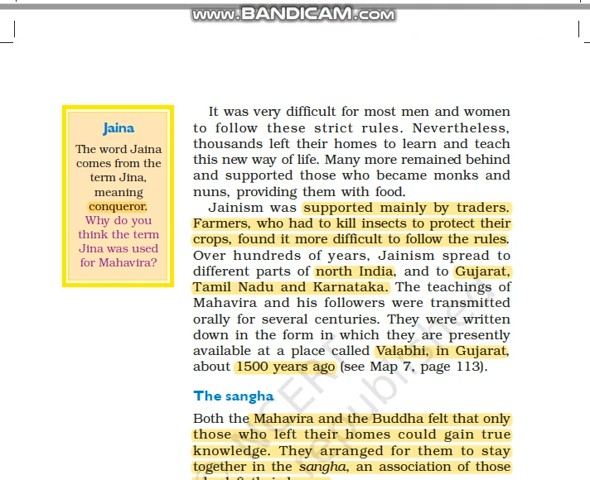 www.BANDICAM.com
Jaina
The word Jaina
comes from the
term Jina,
meaning
conqueror.
Why do you
think the term
Jina was used
for Mahavira?
It was very difficult for most men and women
to follow these strict rules. Nevertheless,
thousands left their homes to learn and teach
this new way of life. Many more remained behind
and supported those who became monks and
nuns, providing them with food.
Jainism was supported mainly by traders.
Farmers, who had to kill insects to protect their
crops, found it more difficult to follow the rules.
Over hundreds of years, Jainism spread to
different parts of north India, and to Gujarat,
Tamil Nadu and Karnataka. The teachings of
Mahavira and his followers were transmitted
orally for several centuries. They were written
down in the form in which they are presently
available at a place called Valabhi, in Gujarat,
about 1500 years ago (see Map 7, page 113).
The sangha
Both the Mahavira and the Buddha felt that only
those who left their homes could gain true
knowledge. They arranged for them to stay
together in the sangha, an association of those
NCERT
republished